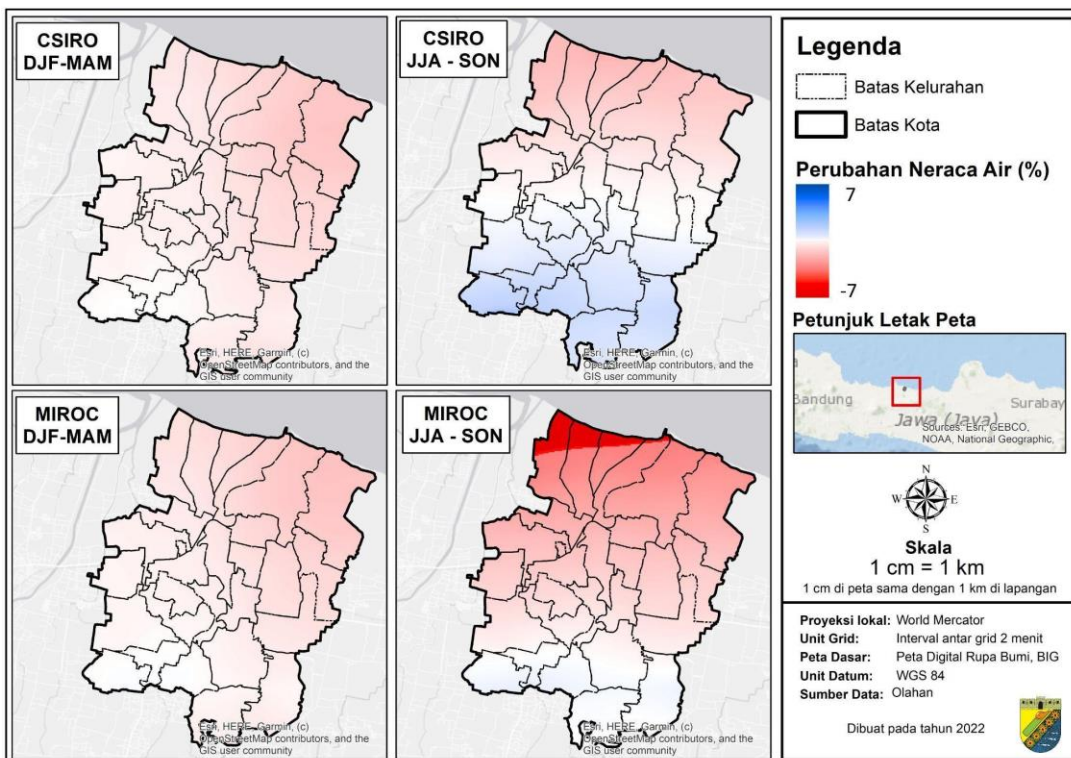 CSIRO
DJF-MAM
Esri, HERE, Garmin, (c)
OpenStreetMap contributors, and the
GIS user community
CSIRO
JJA - SON
Esri, HERE, Garmin, (c)
OpenStreetMap contributors, and the
GIS user community
MIROC
DJF-MAM
Esri, HERE, Garmin, (c)
OpenStreetMap contributors, and the
GIS user community
MIROC
JJA - SON
Esri, HERE, Garmin, (c)
OpenStreetMap contributors, and the
GIS user community
Legenda
Batas Kelurahan
Batas Kota
Perubahan Neraca Air (%)
7
-7
Petunjuk Letak Peta
Bandung
Jawa (Java)
Surabay
Sources: Esri, GEBCO,
NOAA, National Geographic,
N
W E
S
Skala
1 cm = 1 km
1 cm di peta sama dengan 1 km di lapangan
Proyeksi lokal: World Mercator
Unit Grid: Interval antar grid 2 menit
Peta Dasar: Peta Digital Rupa Bumi, BIG
Unit Datum: WGS 84
Sumber Data: Olahan
Dibuat pada tahun 2022